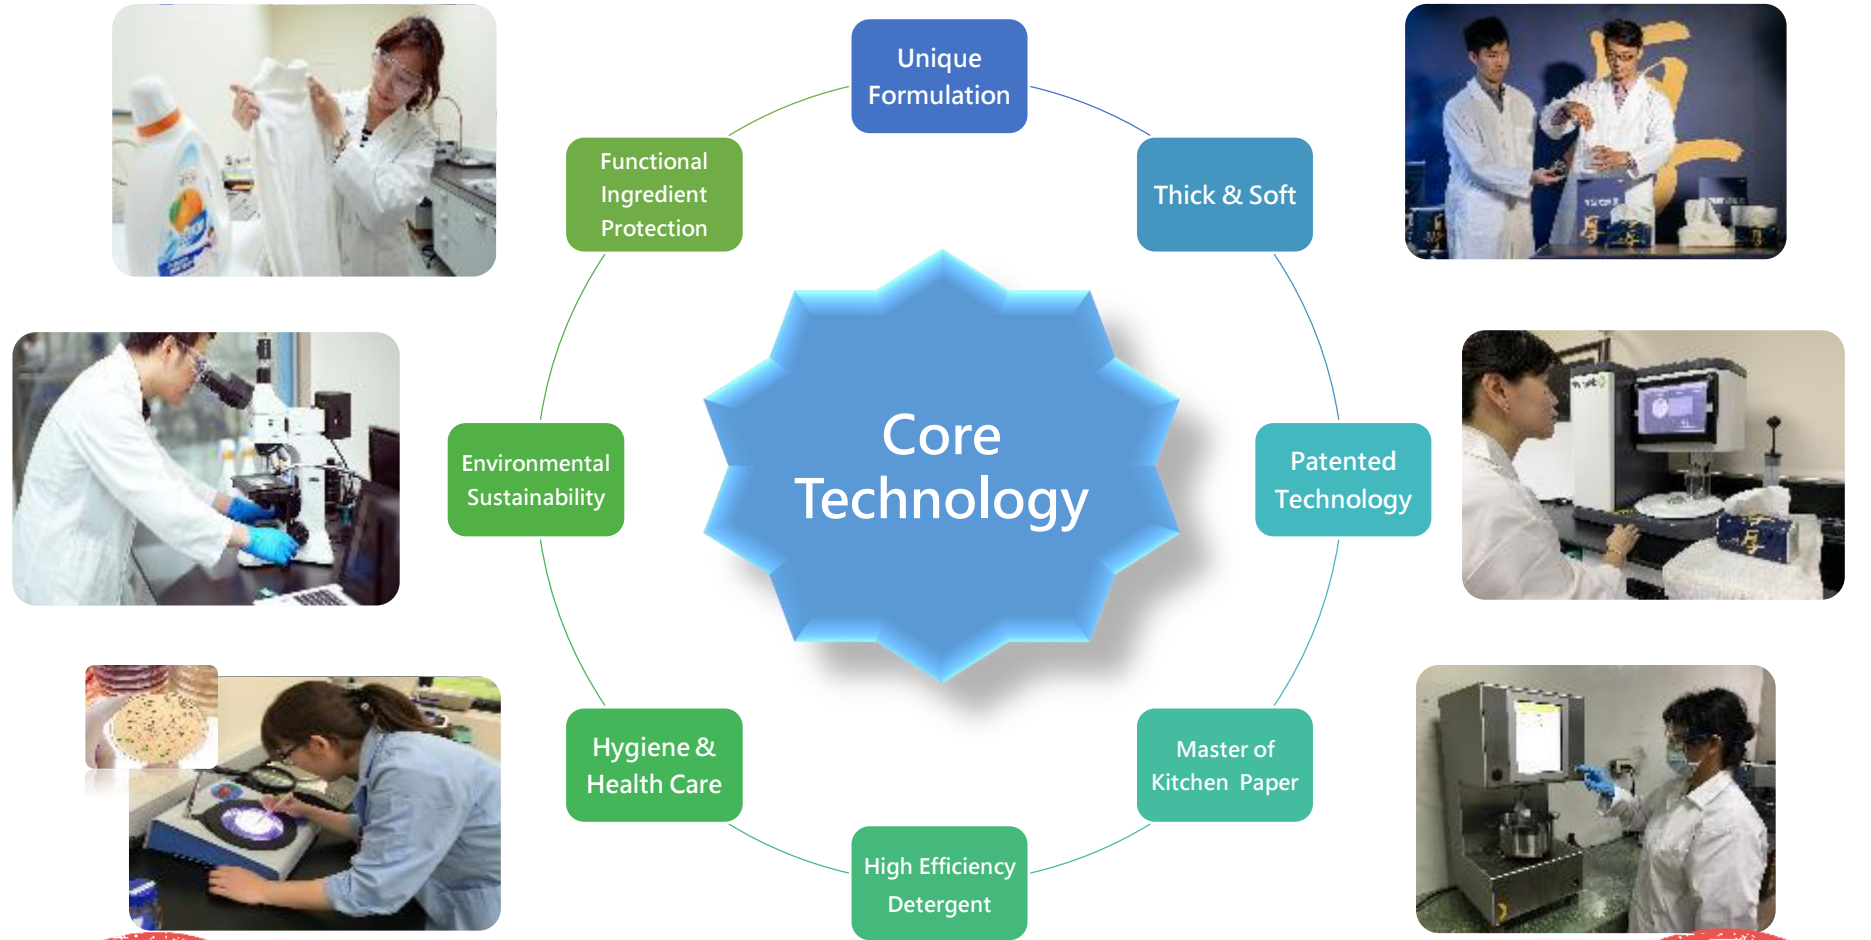 Unique
Formulation
Thick & Soft
Patented
Technology
Master of
Kitchen Paper
High Efficiency
Detergent
Hygiene &
Health Care
Environmental
Sustainability
Functional
Ingredient
Protection
Core
Technology
厚